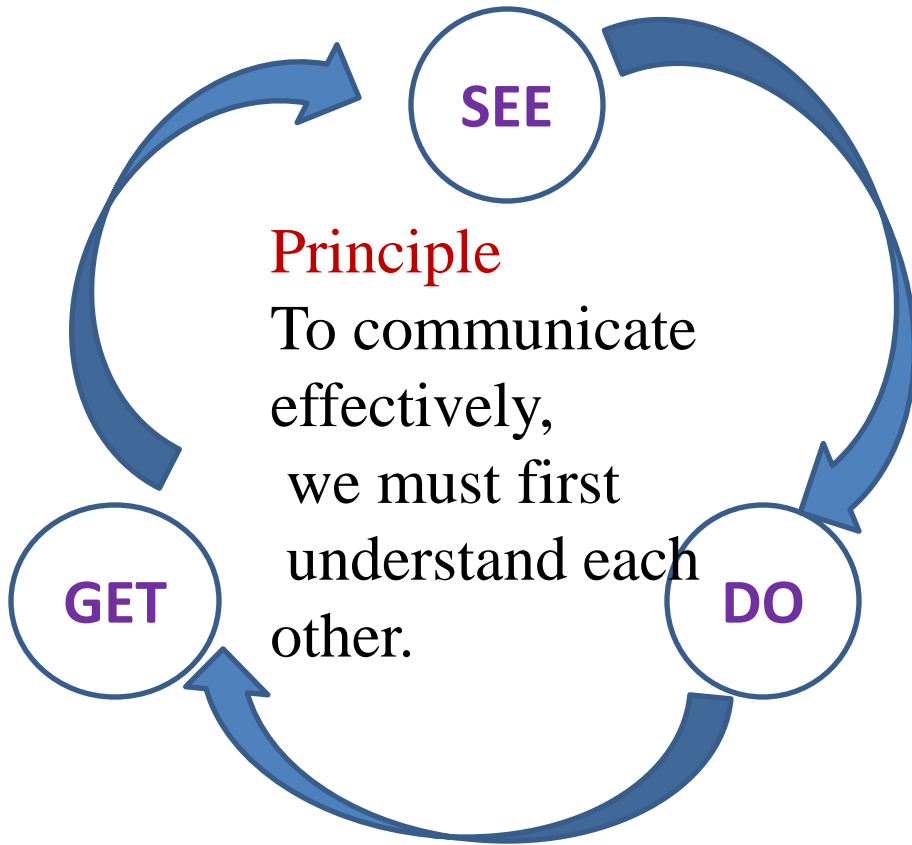 SEE
Principle
To communicate
effectively,
we must first
understand each
other.
GET
DO